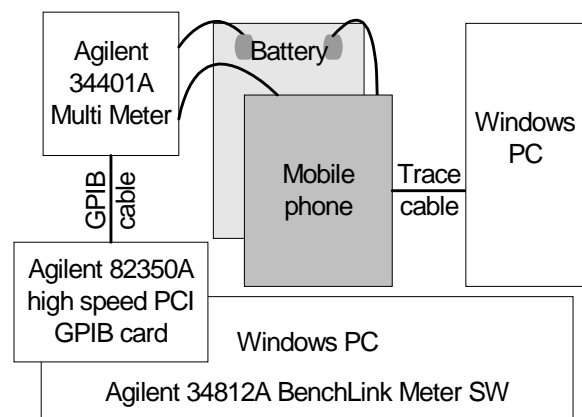 Agilent
34401A
Multi Meter
Battery
Windows
PC
Mobile
phone
Trace
cable
GPIB
cable
Agilent 82350A
high speed PCI
GPIB card
Windows PC
Agilent 34812A BenchLink Meter SW